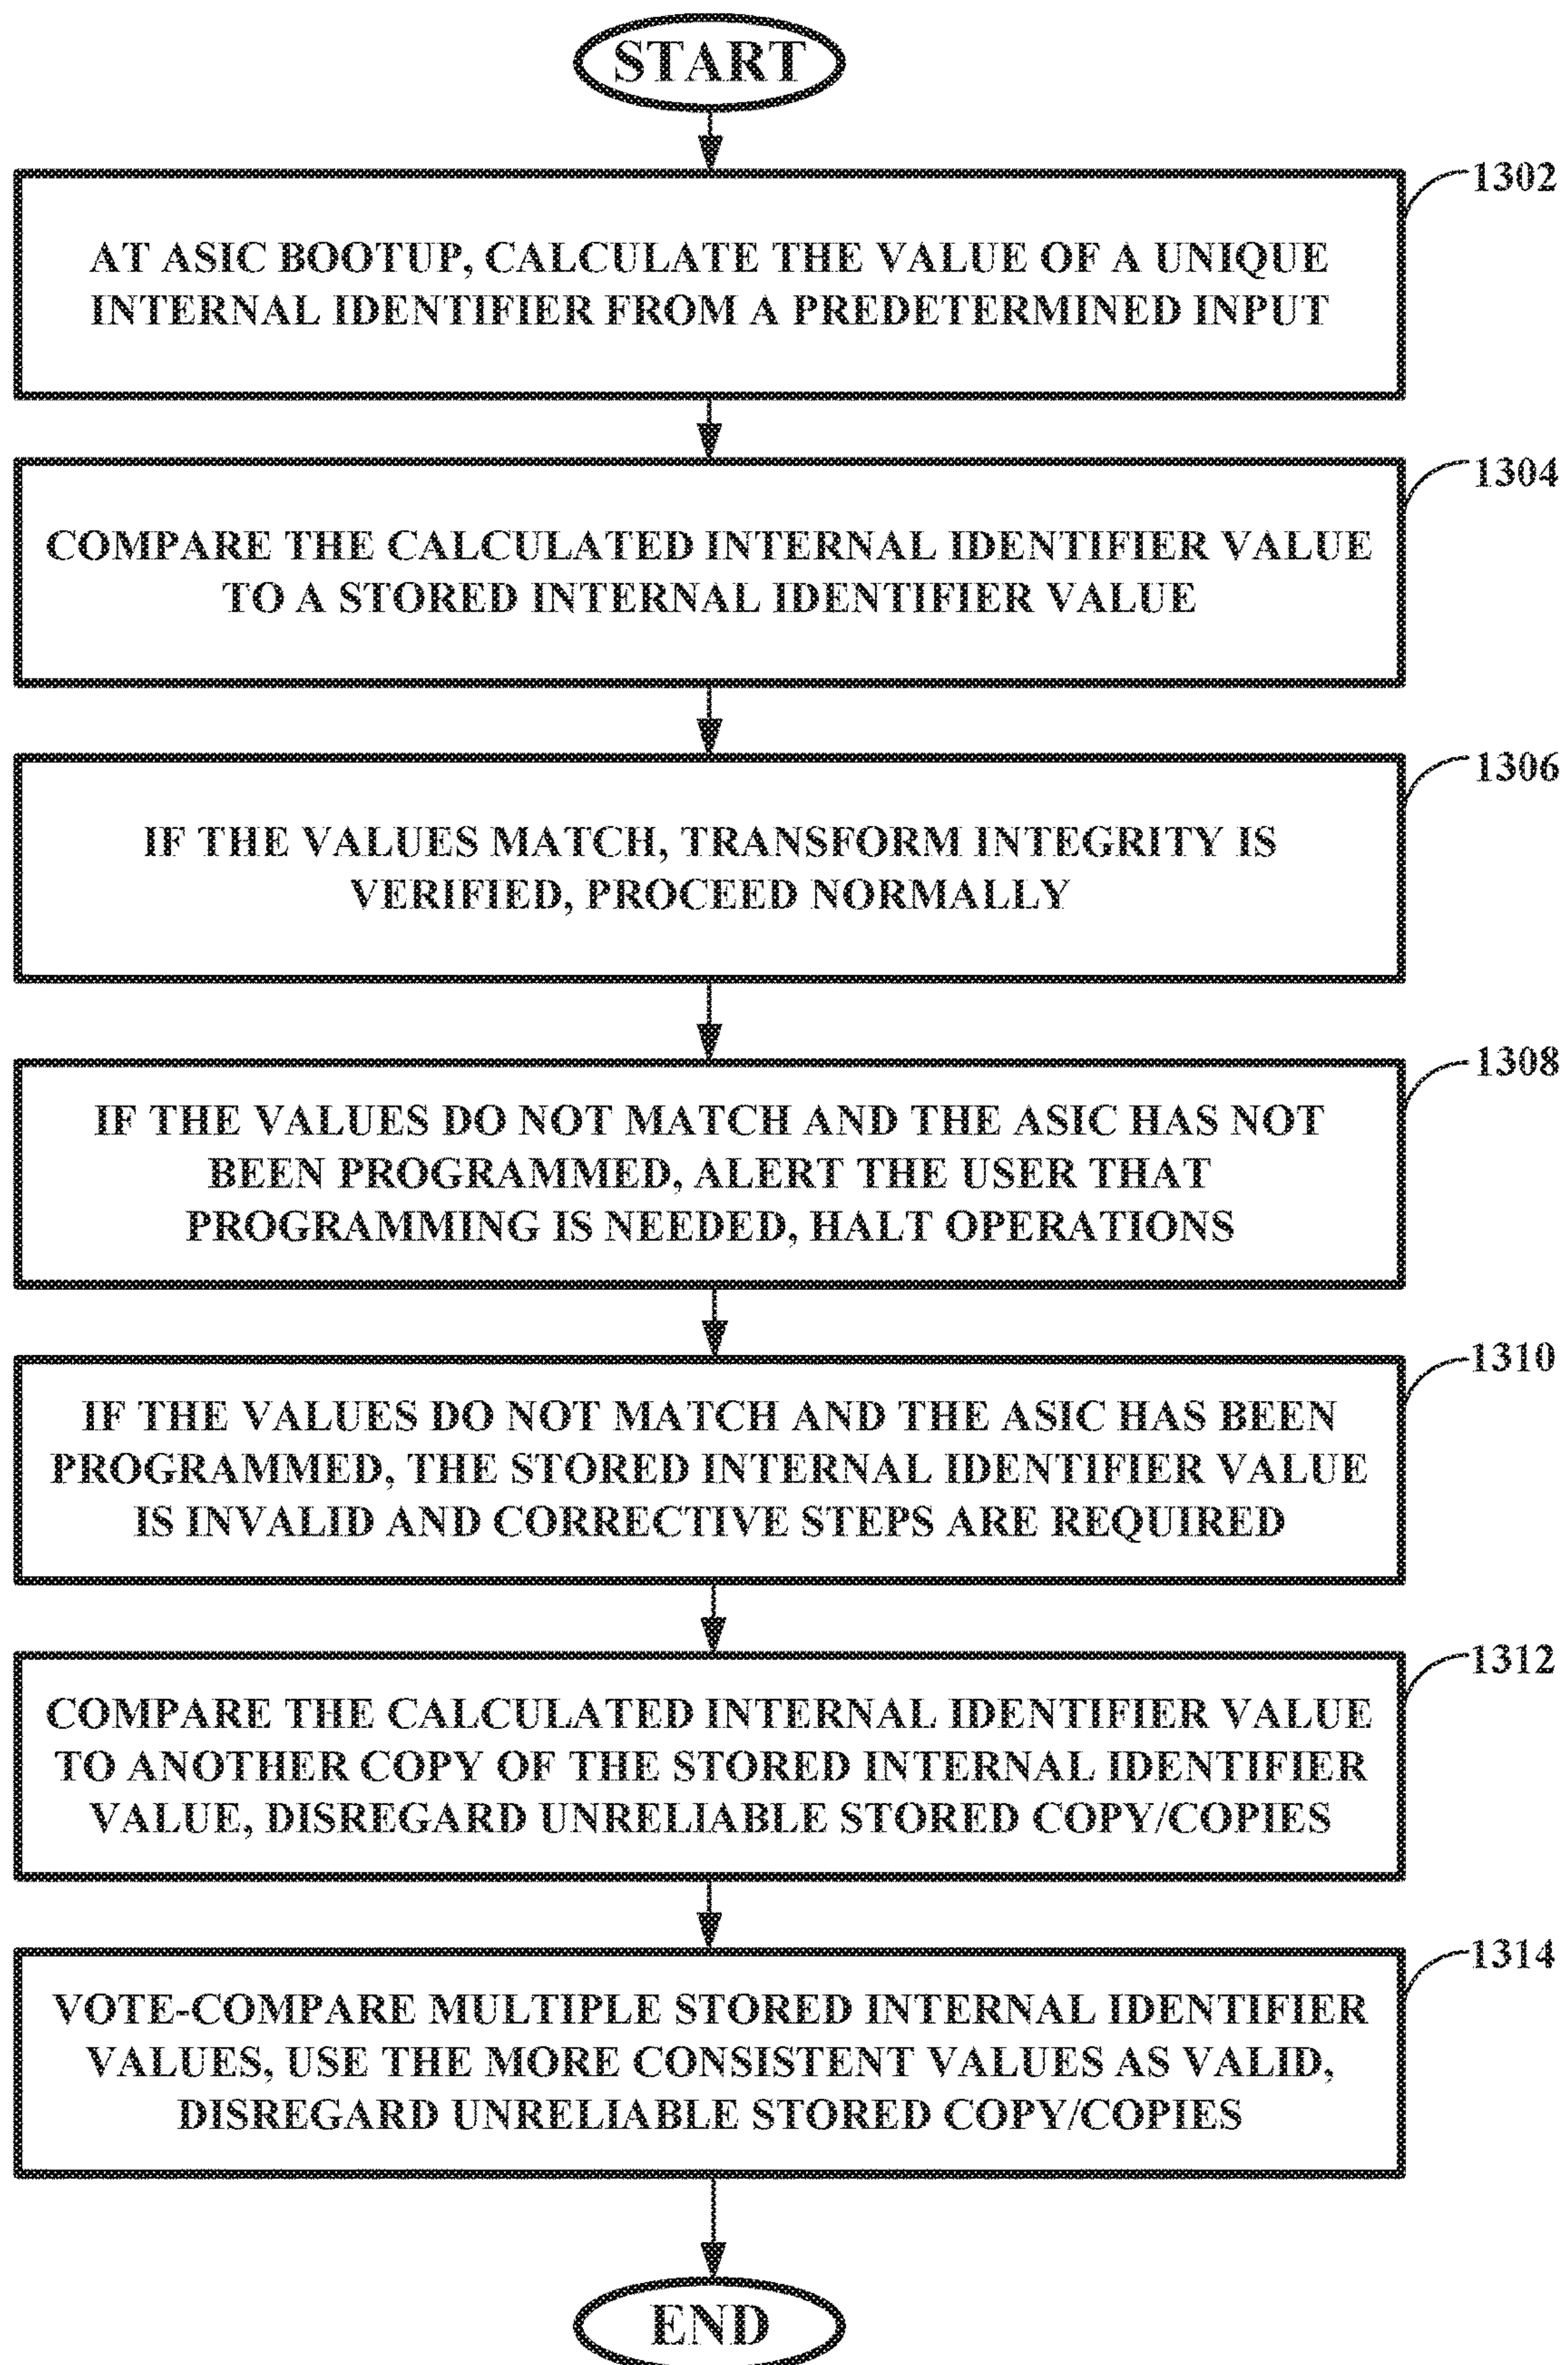 START
1302
AT ASIC BOOTUP, CALCULATE THE VALUE OF A UNIQUE
INTERNAL IDENTIFIER FROM A PREDETERMINED INPUT
1304
COMPARE THE CALCULATED INTERNAL IDENTIFIER VALUE
TO A STORED INTERNAL IDENTIFIER VALUE
1306
IF THE VALUES MATCH, TRANSFORM INTEGRITY IS
VERIFIED, PROCEED NORMALLY
1308
IF THE VALUES DO NOT MATCH AND THE ASIC HAS NOT
BEEN PROGRAMMED, ALERT THE USER THAT
PROGRAMMING IS NEEDED, HALT OPERATIONS
1310
IF THE VALUES DO NOT MATCH AND THE ASIC HAS BEEN
PROGRAMMED, THE STORED INTERNAL IDENTIFIER VALUE
IS INVALID AND CORRECTIVE STEPS ARE REQUIRED
1312
COMPARE THE CALCULATED INTERNAL IDENTIFIER VALUE
TO ANOTHER COPY OF THE STORED INTERNAL IDENTIFIER
VALUE, DISREGARD UNRELIABLE STORED COPY/COPIES
1314
VOTE-COMPARE MULTIPLE STORED INTERNAL IDENTIFIER
VALUES, USE THE MORE CONSISTENT VALUES AS VALID,
DISREGARD UNRELIABLE STORED COPY/COPIES
END